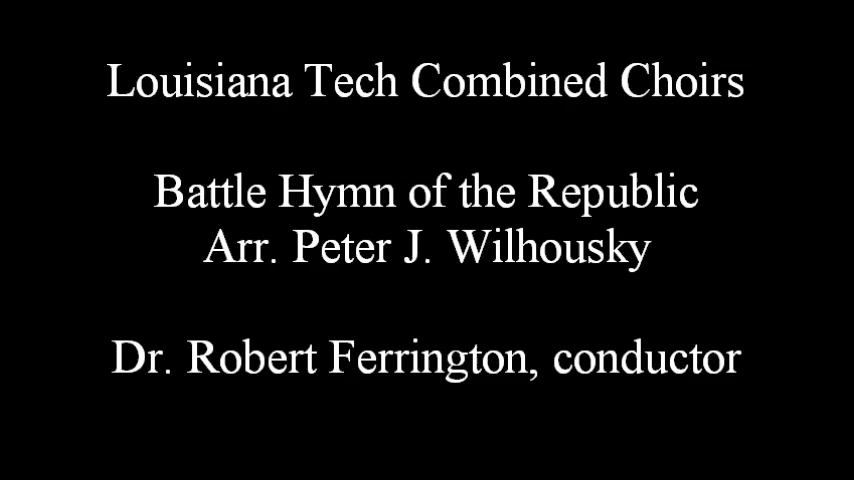 Louisiana Tech Combined Choirs
Battle Hymn of the Republic
Arr. Peter J. Wilhousky
Dr. Robert Ferrington, conductor